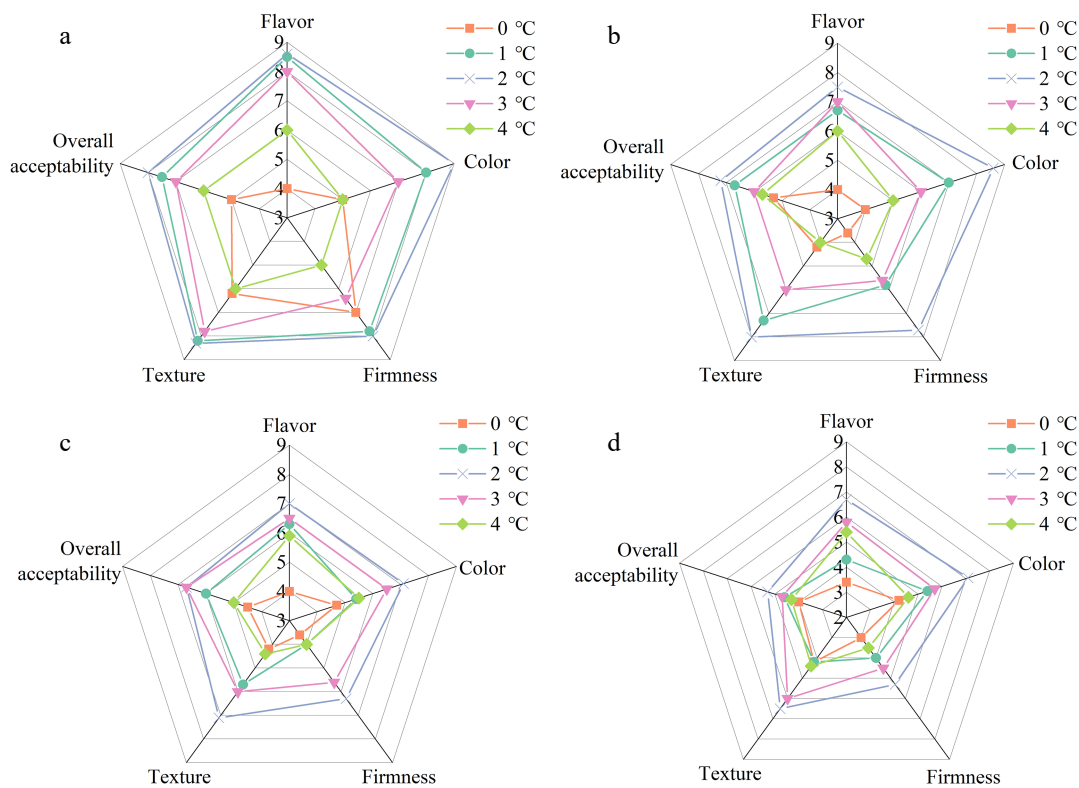 a
Flavor
9
8
7
6
5
4
3
Color
Firmness
Texture
Overall
acceptability
0 ℃
1 ℃
2 ℃
3 ℃
4 ℃
b
Flavor
9
8
7
6
5
4
3
Color
Firmness
Texture
Overall
acceptability
0 ℃
1 ℃
2 ℃
3 ℃
4 ℃
c
Flavor
9
8
7
6
5
4
3
Color
Firmness
Texture
Overall
acceptability
0 ℃
1 ℃
2 ℃
3 ℃
4 ℃
d
Flavor
9
8
7
6
5
4
3
2
Color
Firmness
Texture
Overall
acceptability
0 ℃
1 ℃
2 ℃
3 ℃
4 ℃